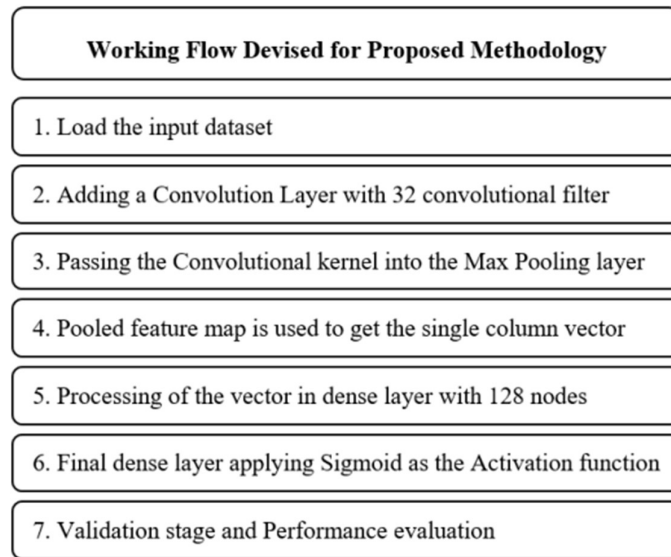 Working Flow Devised for Proposed Methodology
1. Load the input dataset
2. Adding a Convolution Layer with 32 convolutional filter
3. Passing the Convolutional kernel into the Max Pooling layer
4. Pooled feature map is used to get the single column vector
5. Processing of the vector in dense layer with 128 nodes
6. Final dense layer applying Sigmoid as the Activation function
7. Validation stage and Performance evaluation